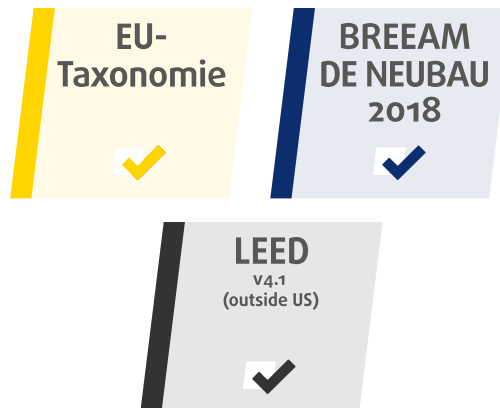 EU-
Taxonomie
BREEAM
DE NEUBAU
2018
LEED
v4.1
(outside US)